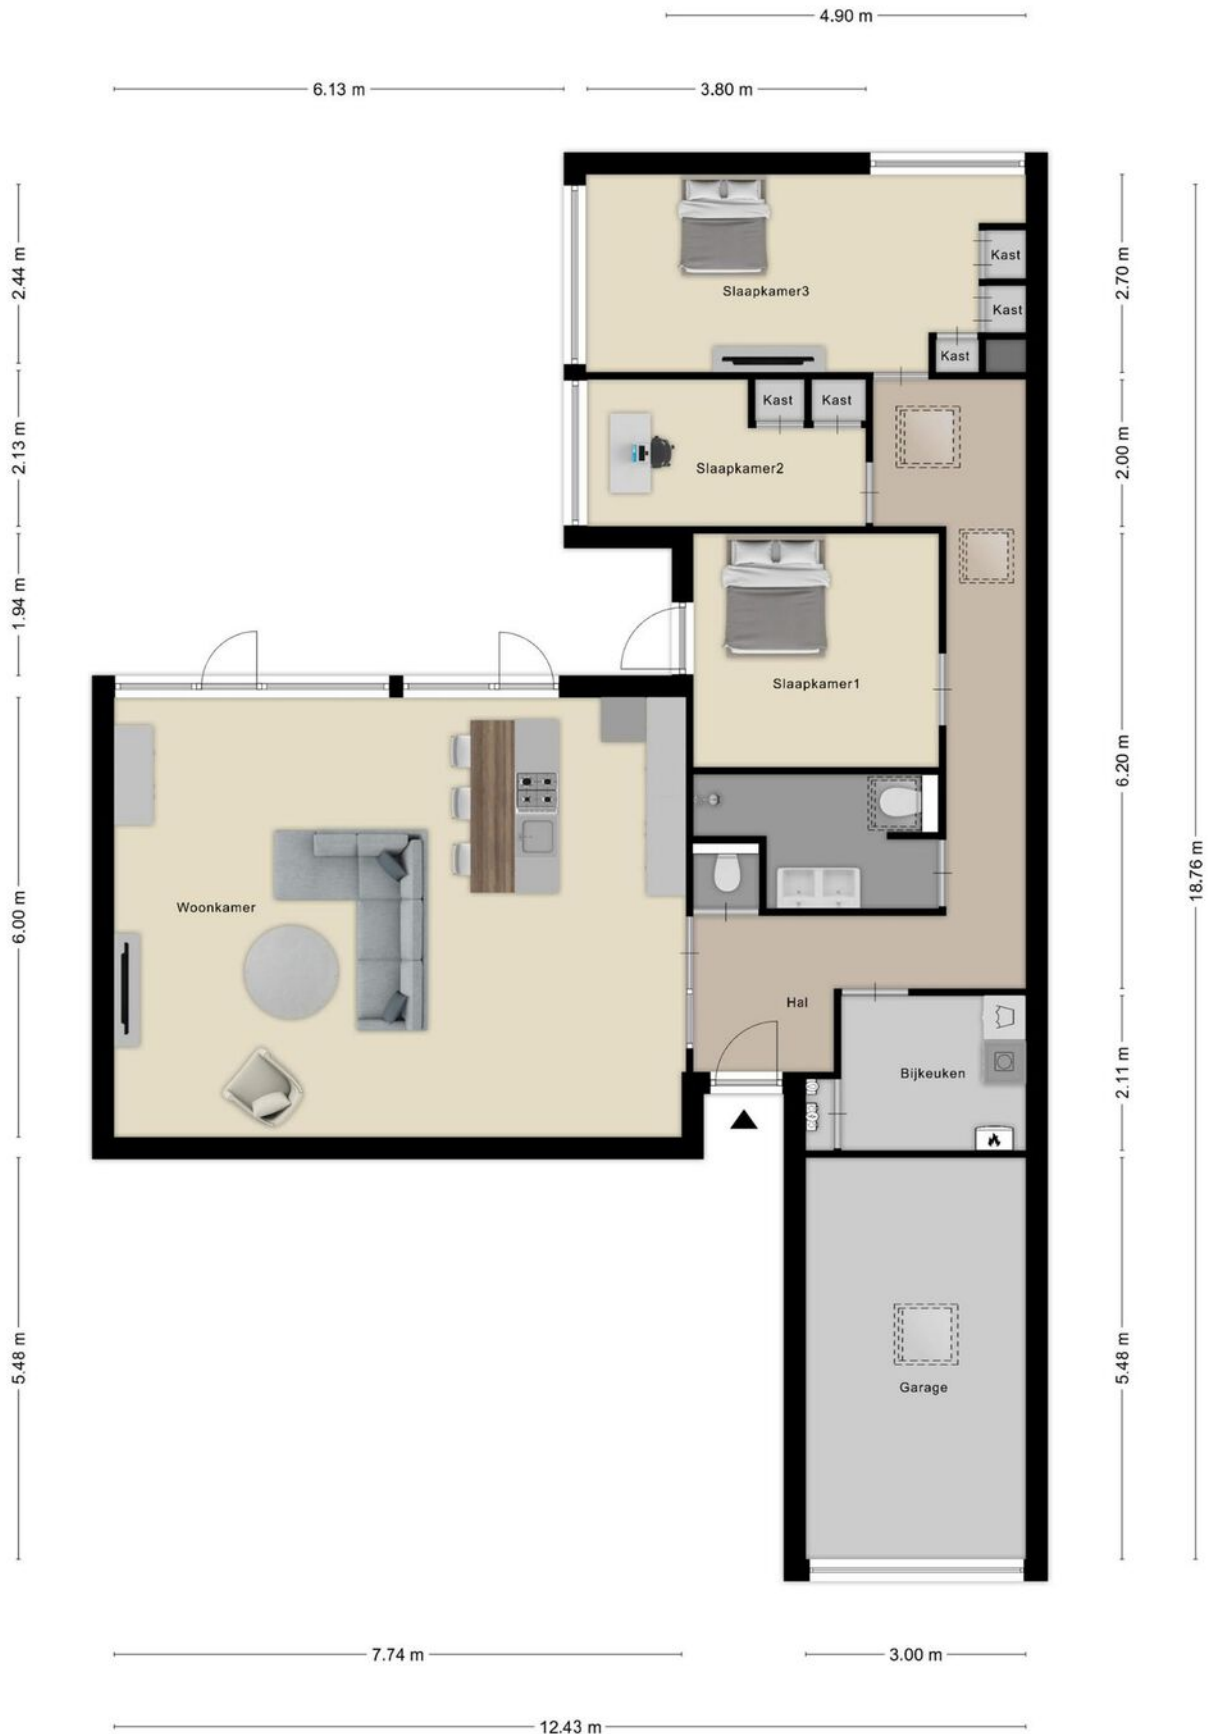 4.90 m
6.13 m
3.80 m
2.44 m
2.70 m
Kast
Slaapkamer3
Kast
Kast
Kast
Kast
2.13 m
2.00 m
Slaapkamer2
1.94 m
Slaapkamer1
6.20 m
18.76 m
6.00 m
Woonkamer
Hal
Bijkeuken
2.11 m
5.48 m
5.48 m
Garage
7.74 m
3.00 m
12.43 m